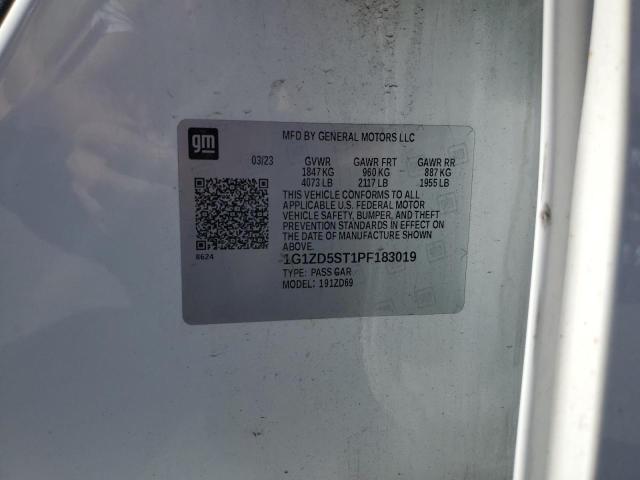 gm
MFD BY GENERAL MOTORS LLC
03/23 GVWR GAWR FRT GAWR RR
1847 KG 960 KG 887 KG
4073 LB 2117 LB 1955 LB
THIS VEHICLE CONFORMS TO ALL
APPLICABLE U.S. FEDERAL MOTOR
VEHICLE SAFETY, BUMPER, AND THEFT
PREVENTION STANDARDS IN EFFECT ON
THE DATE OF MANUFACTURE SHOWN
ABOVE.
8624
1G1ZD5ST1PF183019
TYPE: PASS CAR
MODEL: 191ZD69